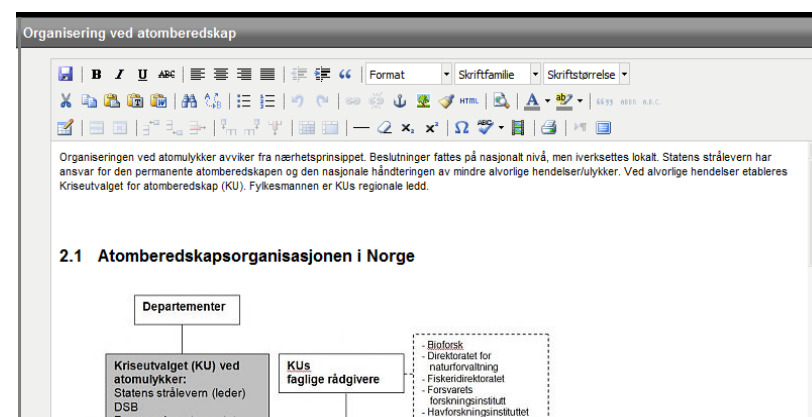 Organisering ved atomberedskap
B I U ABC Format Skriftfamilie Skriftstørrelse
HTML A ab
Organiseringen ved atomulykker avviker fra nærhetsprinsippet. Beslutninger fattes på nasjonalt nivå, men iverksettes lokalt. Statens strålevern har
ansvar for den permanente atomberedskapen og den nasjonale håndteringen av mindre alvorlige hendelser/ulykker. Ved alvorlige hendelser etableres
Kriseutvalget for atomberedskap (KU). Fylkesmannen er KUs regionale ledd.
2.1 Atomberedskapsorganisasjonen i Norge
Departementer
Kriseutvalget (KU) ved
atomulykker:
Statens strålevern (leder)
DSB
KUs
faglige rådgivere
- Bioforsk
- Direktoratet for
naturforvaltning
- Fiskeridirektoratet
- Forsvarets
forskningsinstitutt
- Havforskningsinstituttet